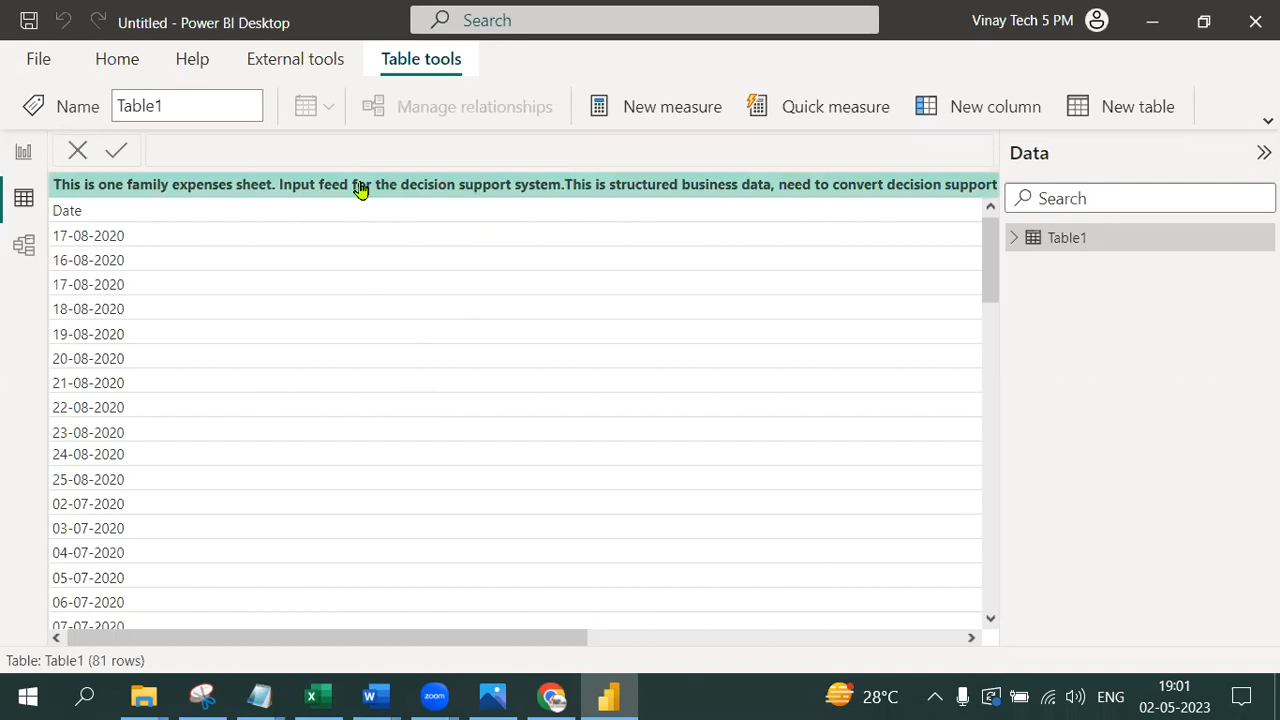 Untitled - Power BI Desktop
Search
Vinay Tech 5 PM
File
Home
Help
External tools
Table tools
Name
Table1
Manage relationships
New measure
Quick measure
New column
New table
This is one family expenses sheet. Input feed for the decision support system.This is structured business data, need to convert decision support
Date
17-08-2020
16-08-2020
17-08-2020
18-08-2020
19-08-2020
20-08-2020
21-08-2020
22-08-2020
23-08-2020
24-08-2020
25-08-2020
02-07-2020
03-07-2020
04-07-2020
05-07-2020
06-07-2020
07-07-2020
Data
Search
Table1
Table: Table1 (81 rows)
zoom
28°C
ENG
19:01
02-05-2023